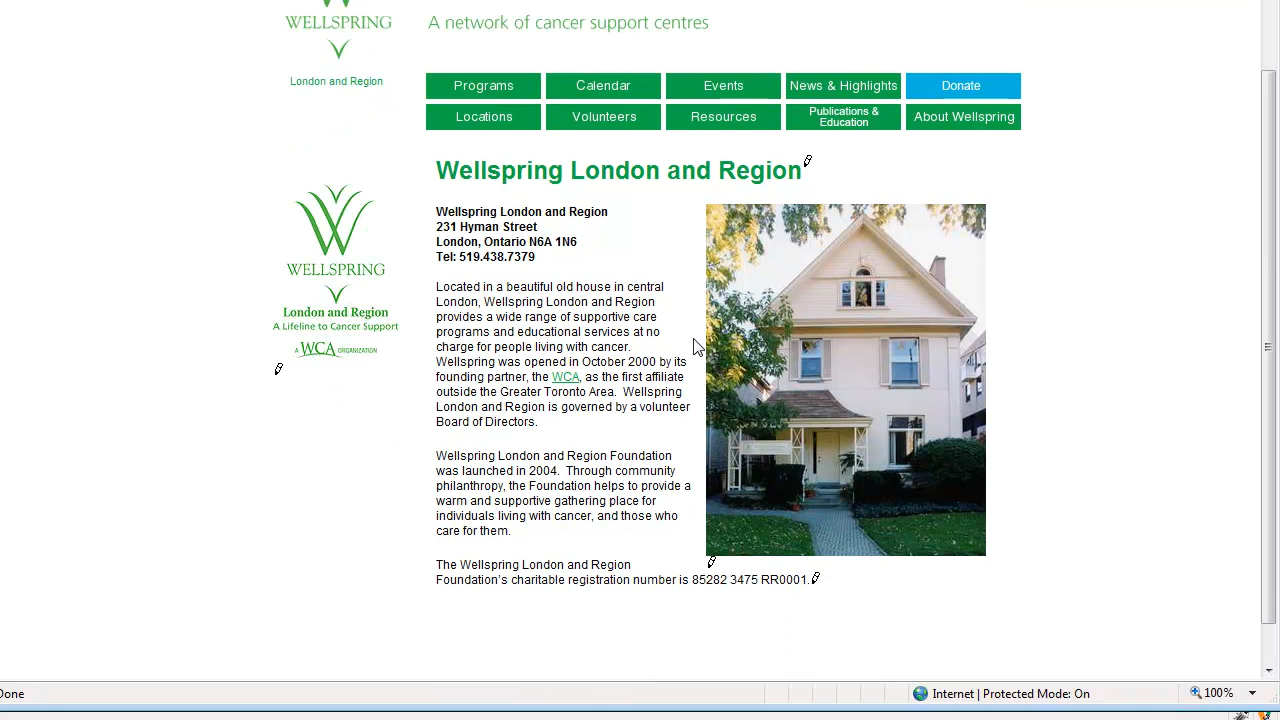 WELLSPRING
A network of cancer support centres
London and Region
Programs
Calendar
Events
News & Highlights
Donate
Locations
Volunteers
Resources
Publications &
Education
About Wellspring
Wellspring London and Region
WELLSPRING
London and Region
A Lifeline to Cancer Support
A WCA ORGANIZATION
Wellspring London and Region
231 Hyman Street
London, Ontario N6A 1N6
Tel: 519.438.7379
Located in a beautiful old house in central
London, Wellspring London and Region
provides a wide range of supportive care
programs and educational services at no
charge for people living with cancer.
Wellspring was opened in October 2000 by its
founding partner, the WCA, as the first affiliate
outside the Greater Toronto Area.  Wellspring
London and Region is governed by a volunteer
Board of Directors.
Wellspring London and Region Foundation
was launched in 2004.  Through community
philanthropy, the Foundation helps to provide a
warm and supportive gathering place for
individuals living with cancer, and those who
care for them.
The Wellspring London and Region
Foundation's charitable registration number is 85282 3475 RR0001.
Done
Internet | Protected Mode: On
100%